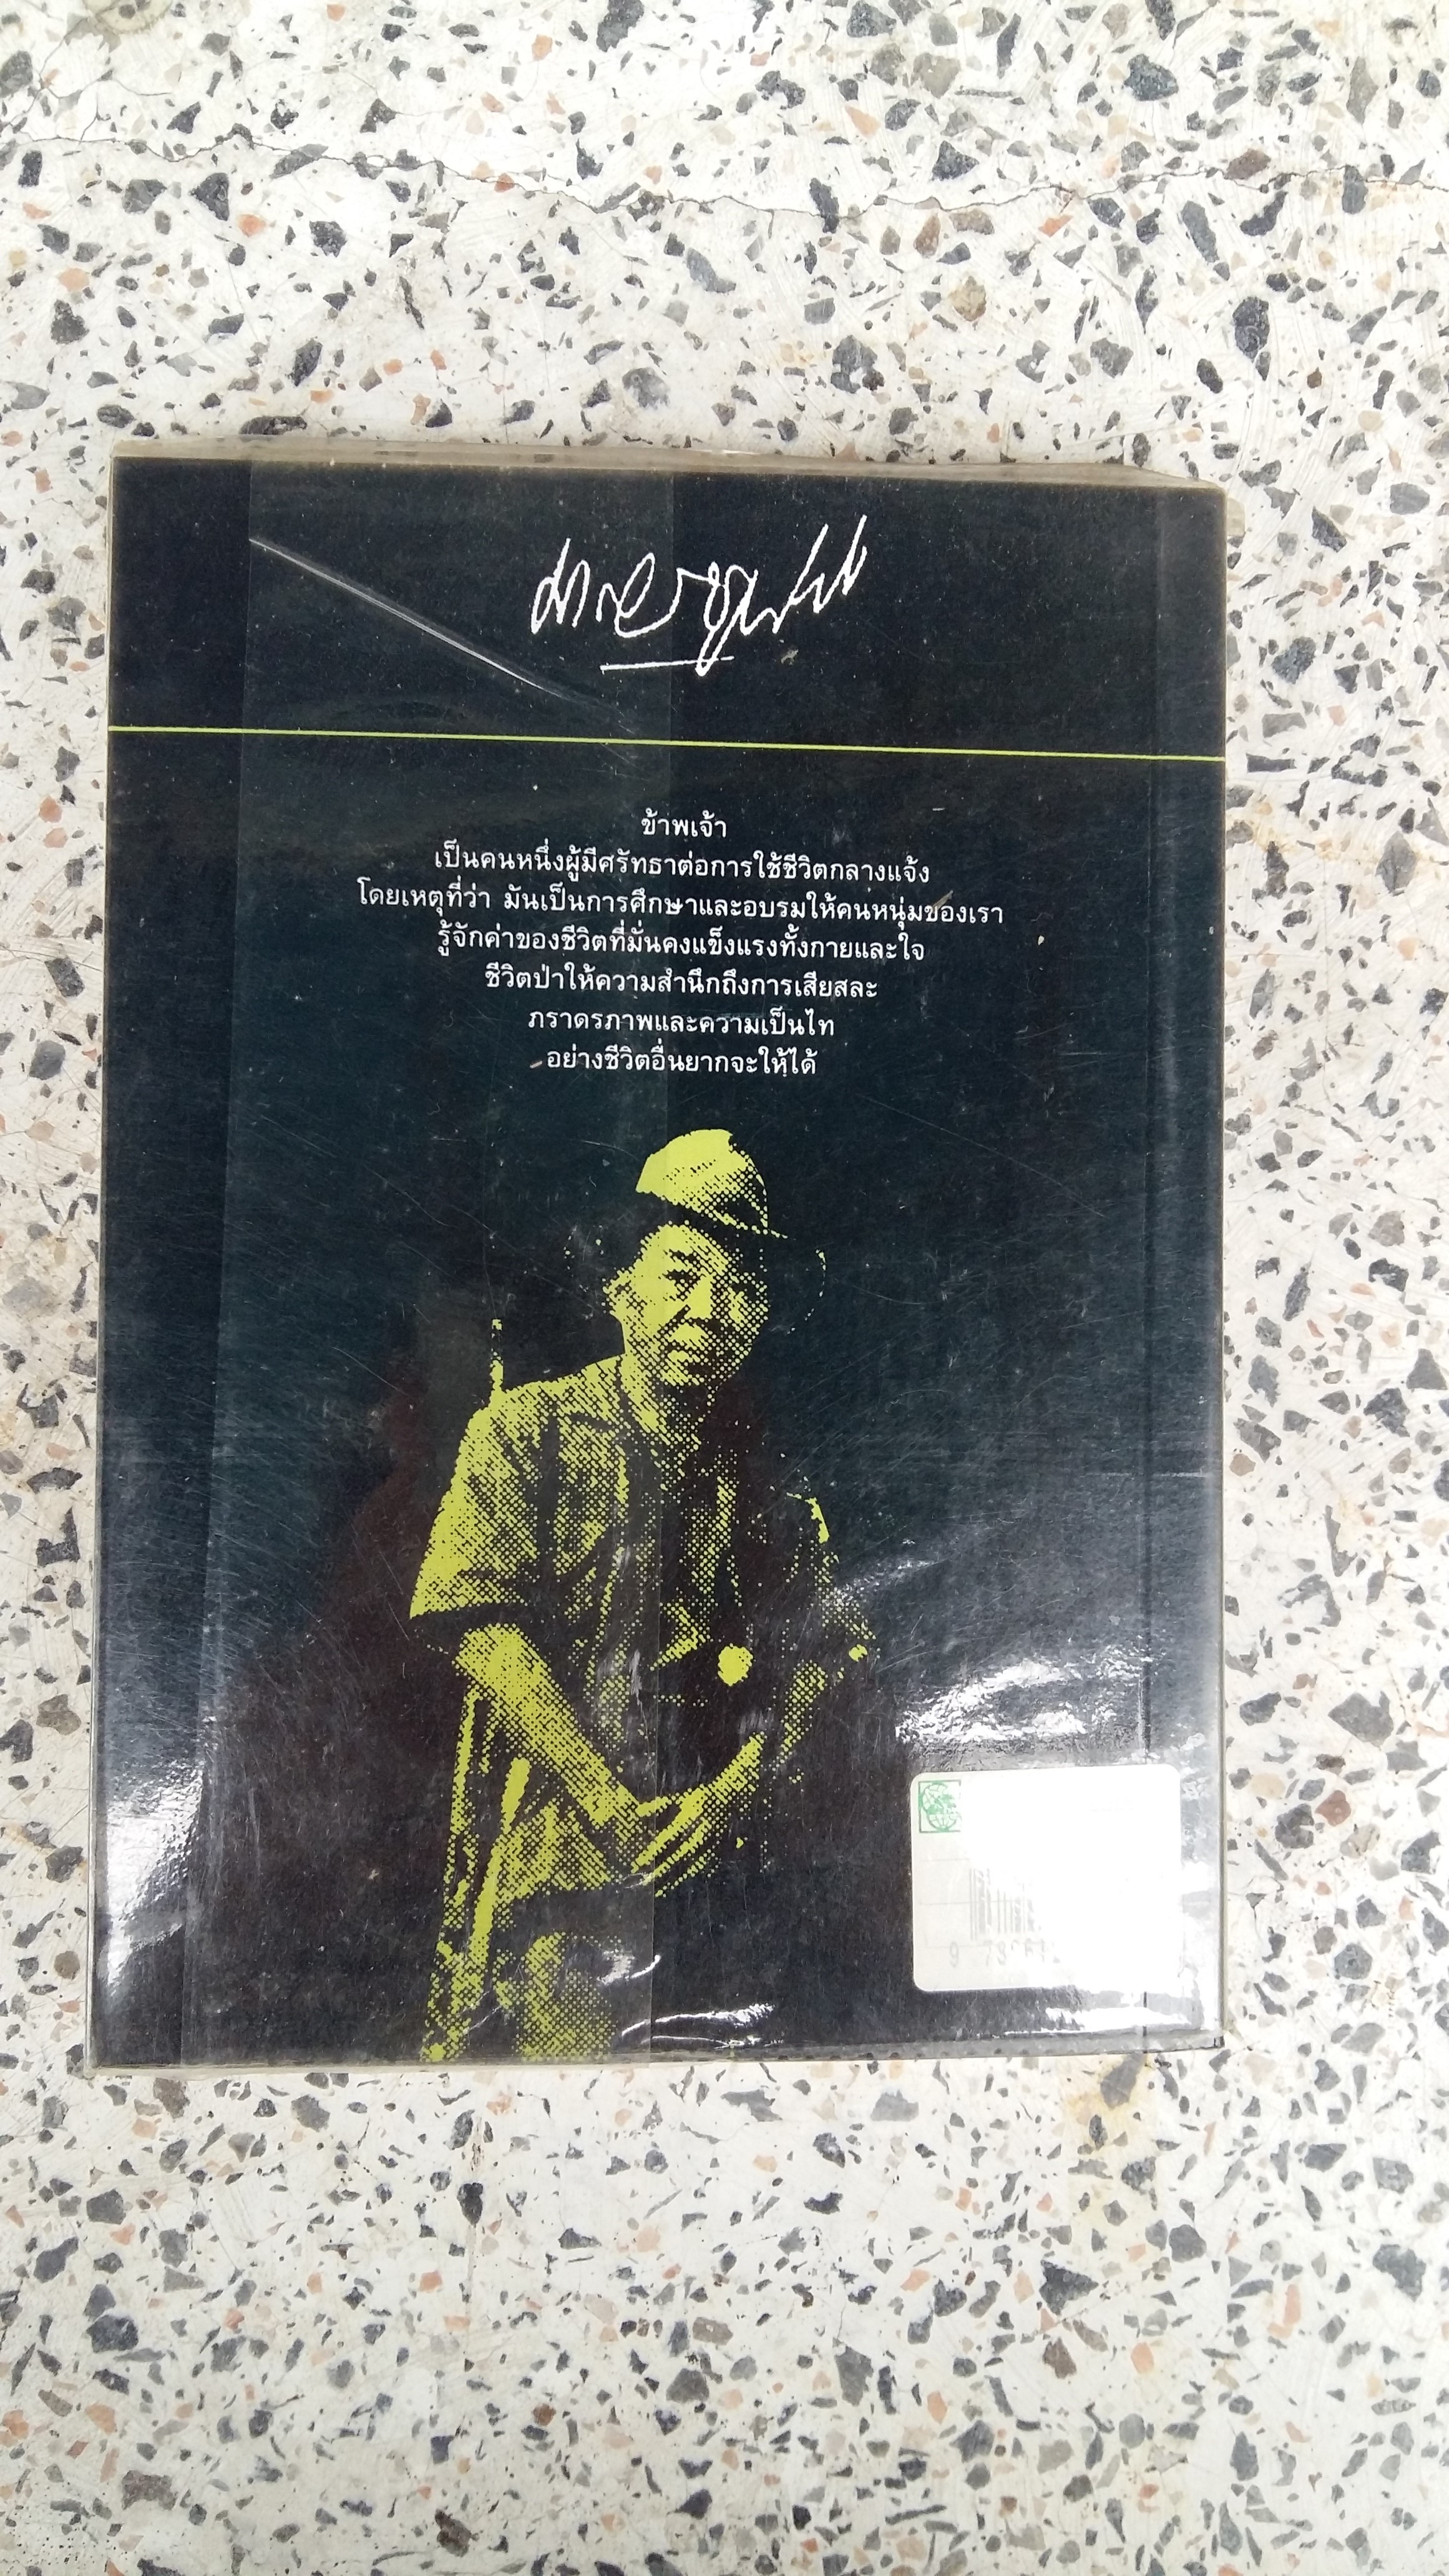 ข้าพเจ้า
เป็นคนหนึ่งผู้มีศรัทธาต่อการใช้ชีวิตกลางแจ้ง
โดยเหตุที่ว่า มันเป็นการศึกษาและอบรมให้คนหนุ่มของเรา
รู้จักค่าของชีวิตที่มั่นคงแข็งแรงทั้งกายและใจ
ชีวิตป่าให้ความสำนึกถึงการเสียสละ
ภราดรภาพและความเป็นไท
อย่างชีวิตอื่นยากจะให้ได้